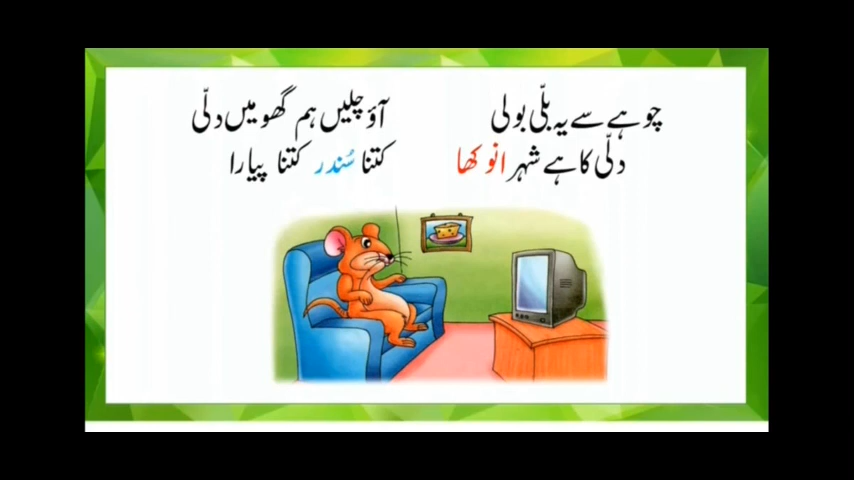 چوہے سے یہ بلّی بولی آؤ چلیں ہم گھومیں دلّی
دلّی کا ہے شہر انوکھا کتنا سُندر کتنا پیارا